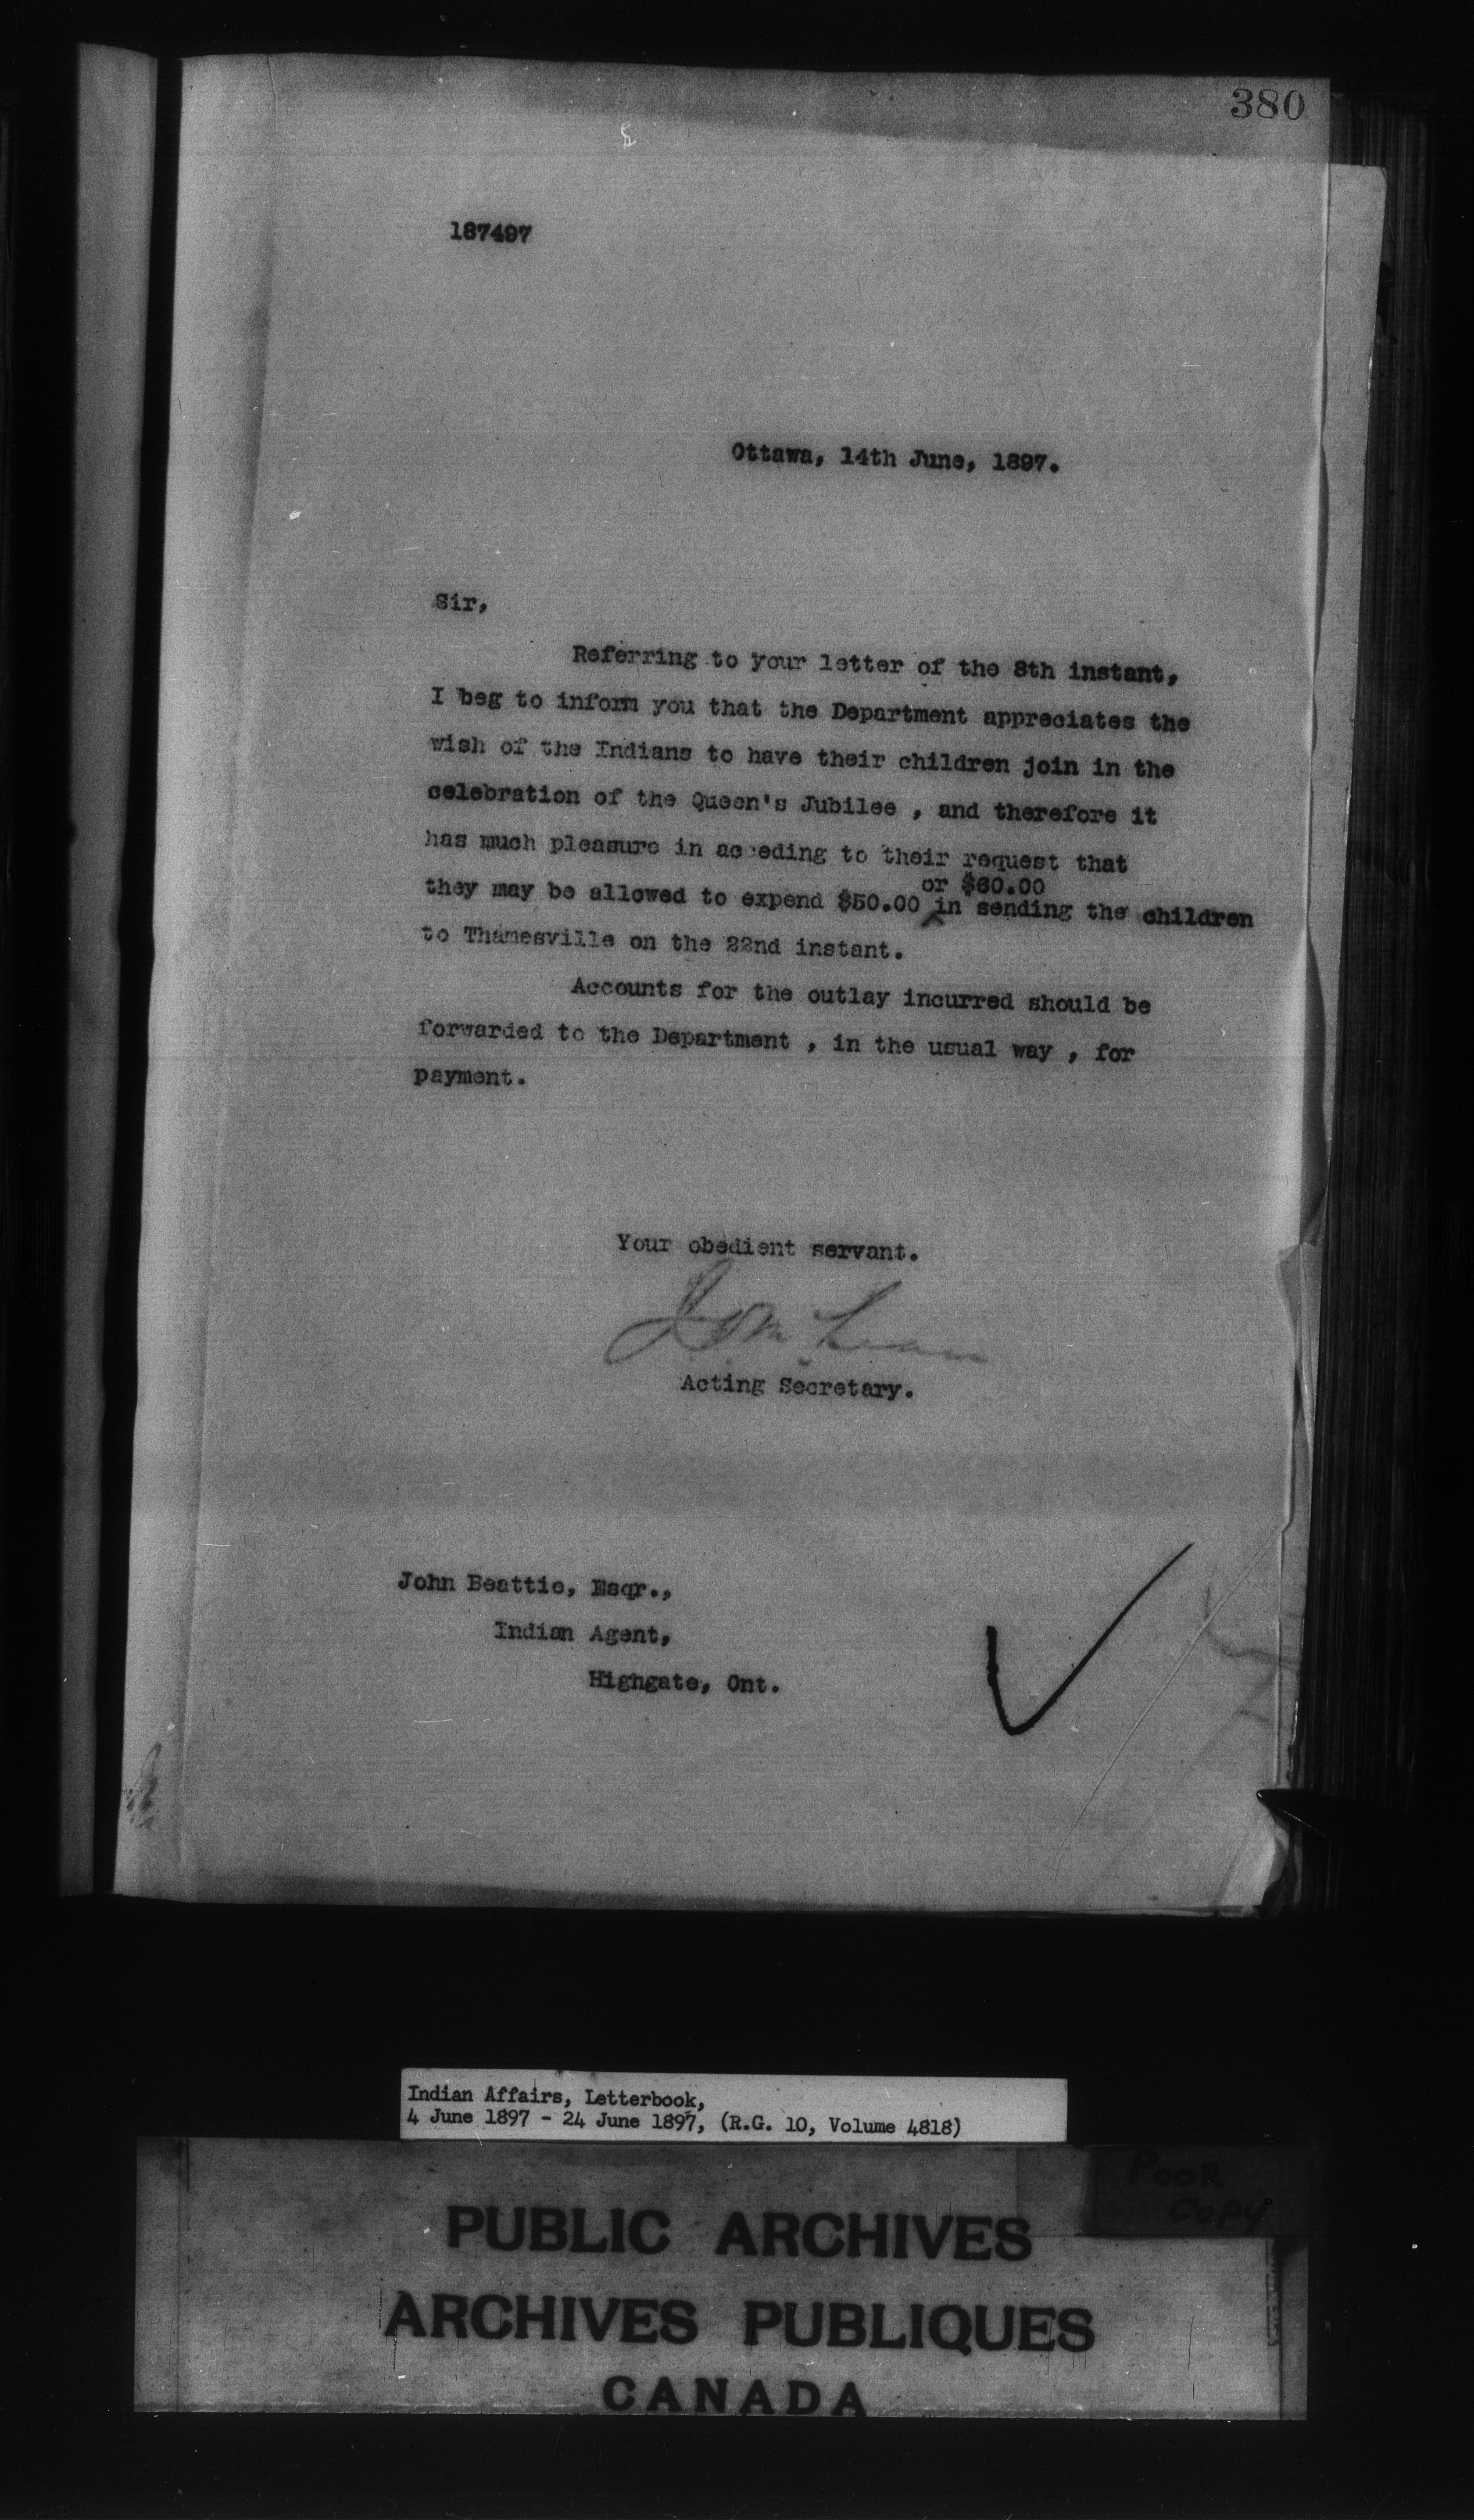 380
187497
Ottawa, 14th June, 1897.
Sir,
Referring to your letter of the 8th instant,
I beg to inform you that the Department appreciates the
wish of the Indians to have their children join in the
celebration of the Queen's Jubilee , and therefore it
has much pleasure in acceding to their request that
or $60.00
they may be allowed to expend $50.00 in sending the children
to Thamesville on the 22nd instant.
Accounts for the outlay incurred should be
forwarded to the Department , in the usual way , for
payment.
Your obedient servant.
J D McLean
Acting Secretary.
John Beattie, Esqr.,
Indian Agent,
Highgate, Ont.
Indian Affairs, Letterbook,
4 June 1897 - 24 June 1897, (R.G. 10, Volume 4818)
POOR
COPY
PUBLIC ARCHIVES
ARCHIVES PUBLIQUES
CANADA